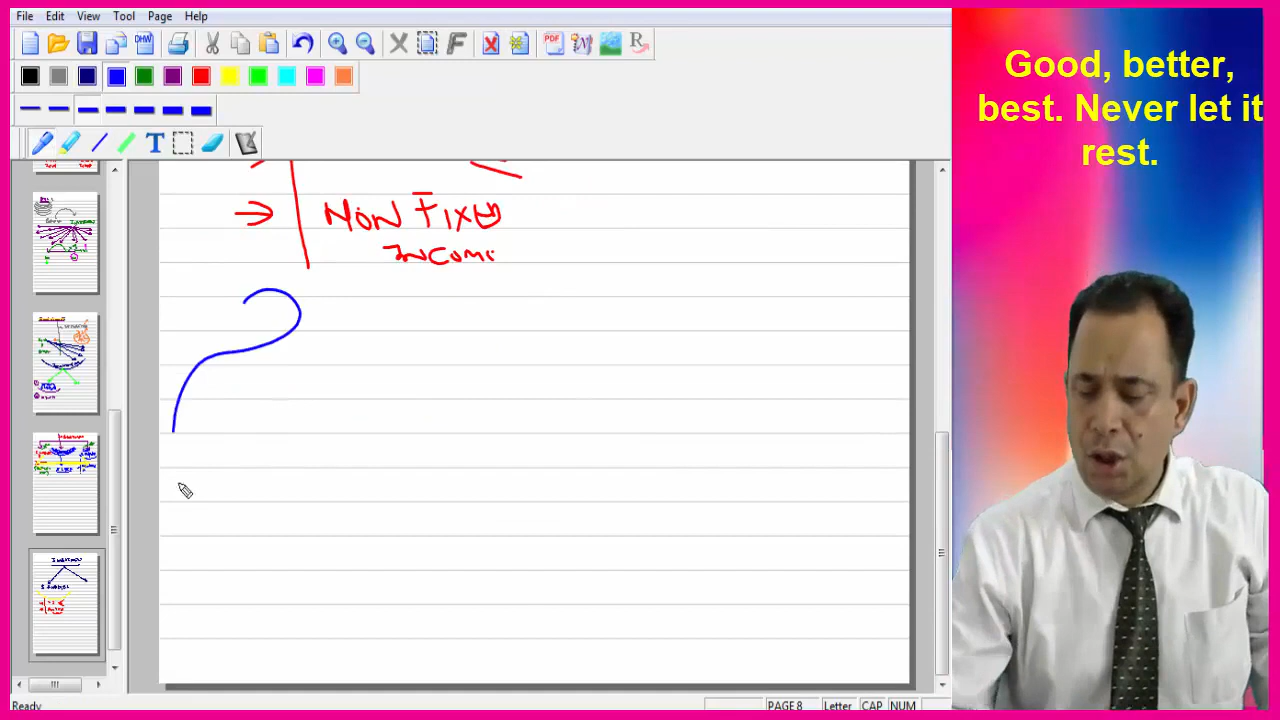 File Edit View Tool Page Help
Good, better,
best. Never let it
rest.
→ NON FIXED
INCOME
Ready PAGE 8 Letter CAP NUM